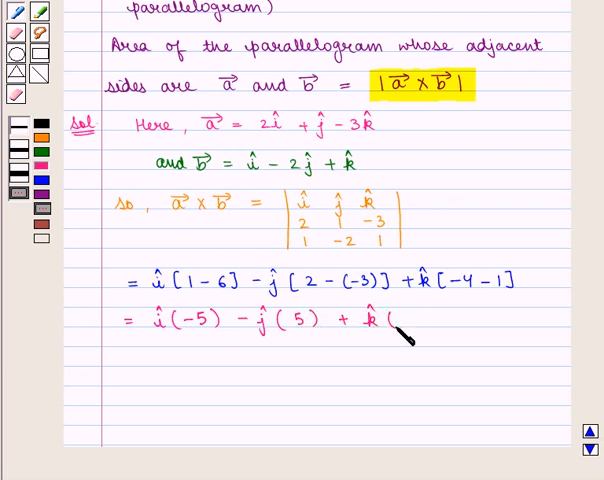 parallelogram)
Area of the parallelogram whose adjacent
sides are a⃗ and b⃗ = |a⃗ × b⃗|
Sol Here, a⃗ = 2î + ĵ - 3k̂
and b⃗ = î - 2ĵ + k̂
so, a⃗ × b⃗ = | î ĵ k̂ |
| 2 1 -3 |
| 1 -2 1 |
= î [1 - 6] - ĵ [2 - (-3)] + k̂ [-4 - 1]
= î (-5) - ĵ (5) + k̂ (